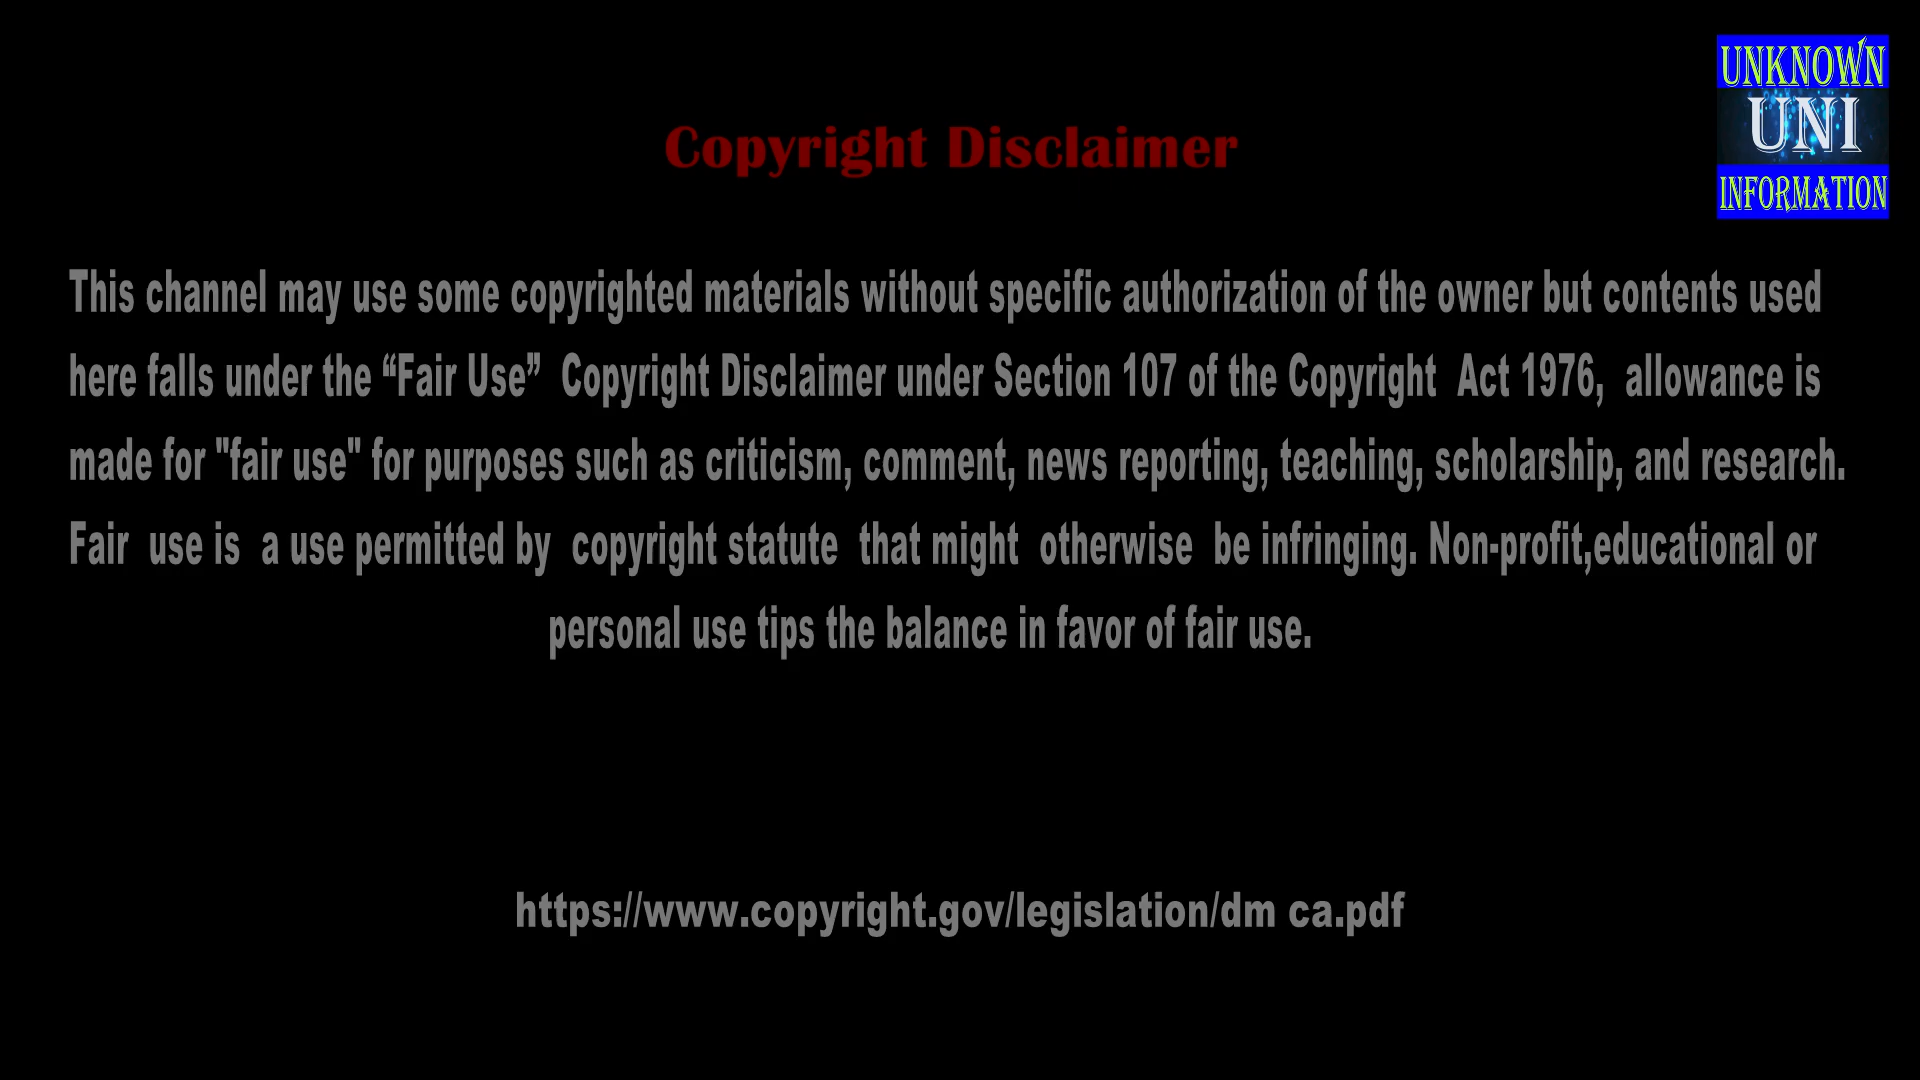 UNKNOWN
UNI
INFORMATION
Copyright Disclaimer
This channel may use some copyrighted materials without specific authorization of the owner but contents used
here falls under the “Fair Use” Copyright Disclaimer under Section 107 of the Copyright Act 1976, allowance is
made for "fair use" for purposes such as criticism, comment, news reporting, teaching, scholarship, and research.
Fair use is a use permitted by copyright statute that might otherwise be infringing. Non-profit,educational or
personal use tips the balance in favor of fair use.
https://www.copyright.gov/legislation/dm ca.pdf